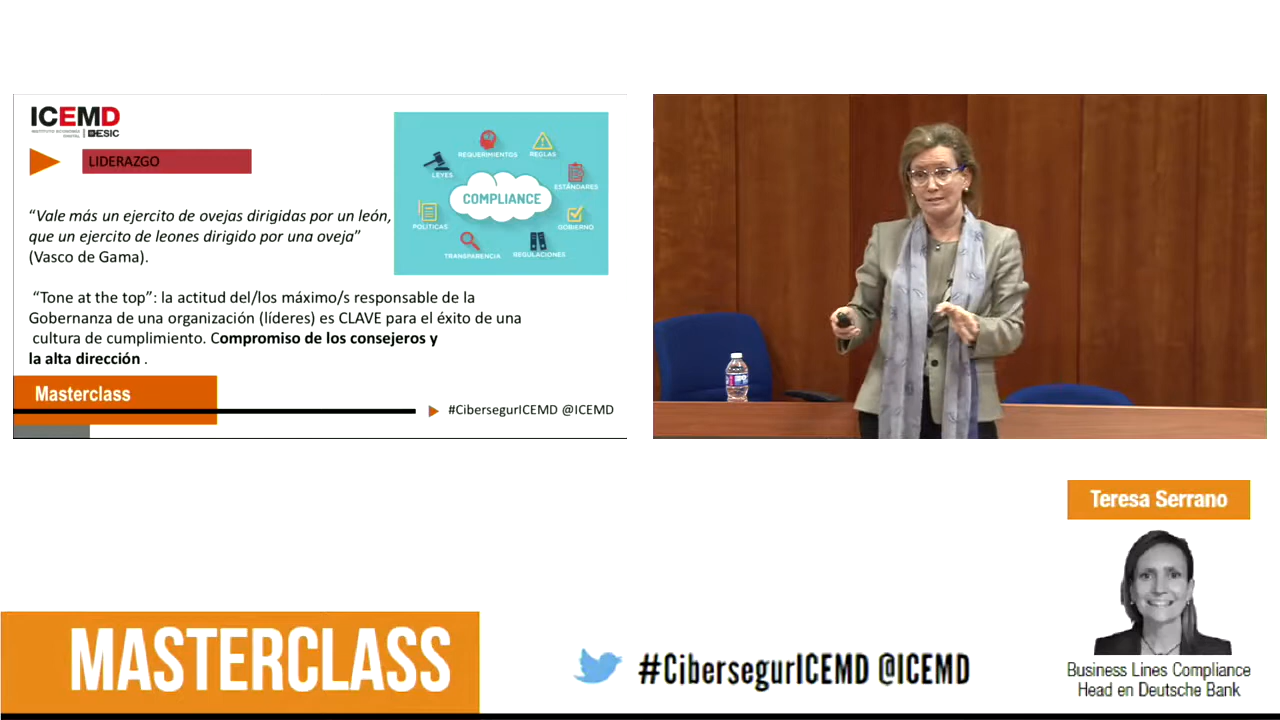 ICEMD
INSTITUTO ECONOMÍA
DIGITAL | ESIC
LIDERAZGO
REQUERIMIENTOS
REGLAS
LEYES
ESTÁNDARES
COMPLIANCE
POLÍTICAS
GOBIERNO
TRANSPARENCIA
REGULACIONES
“Vale más un ejercito de ovejas dirigidas por un león,
que un ejercito de leones dirigido por una oveja”
(Vasco de Gama).
“Tone at the top”: la actitud del/los máximo/s responsable de la
Gobernanza de una organización (líderes) es CLAVE para el éxito de una
cultura de cumplimiento. Compromiso de los consejeros y
la alta dirección .
Masterclass
#CibersegurICEMD @ICEMD
Teresa Serrano
MASTERCLASS
#CibersegurICEMD @ICEMD
Business Lines Compliance
Head en Deutsche Bank